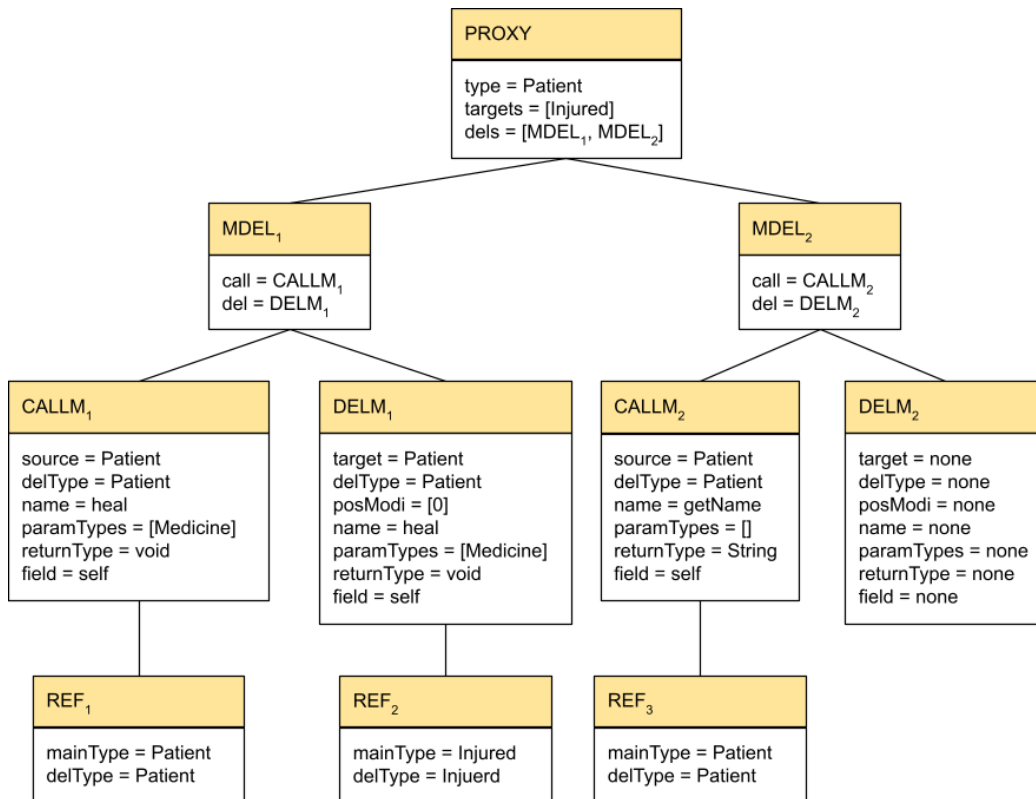 PROXY
type = Patient
targets = [Injured]
dels = [MDEL₁, MDEL₂]
MDEL₁
call = CALLM₁
del = DELM₁
MDEL₂
call = CALLM₂
del = DELM₂
CALLM₁
source = Patient
delType = Patient
name = heal
paramTypes = [Medicine]
returnType = void
field = self
DELM₁
target = Patient
delType = Patient
posModi = [0]
name = heal
paramTypes = [Medicine]
returnType = void
field = self
CALLM₂
source = Patient
delType = Patient
name = getName
paramTypes = []
returnType = String
field = self
DELM₂
target = none
delType = none
posModi = none
name = none
paramTypes = none
returnType = none
field = none
REF₁
mainType = Patient
delType = Patient
REF₂
mainType = Injured
delType = Injuerd
REF₃
mainType = Patient
delType = Patient